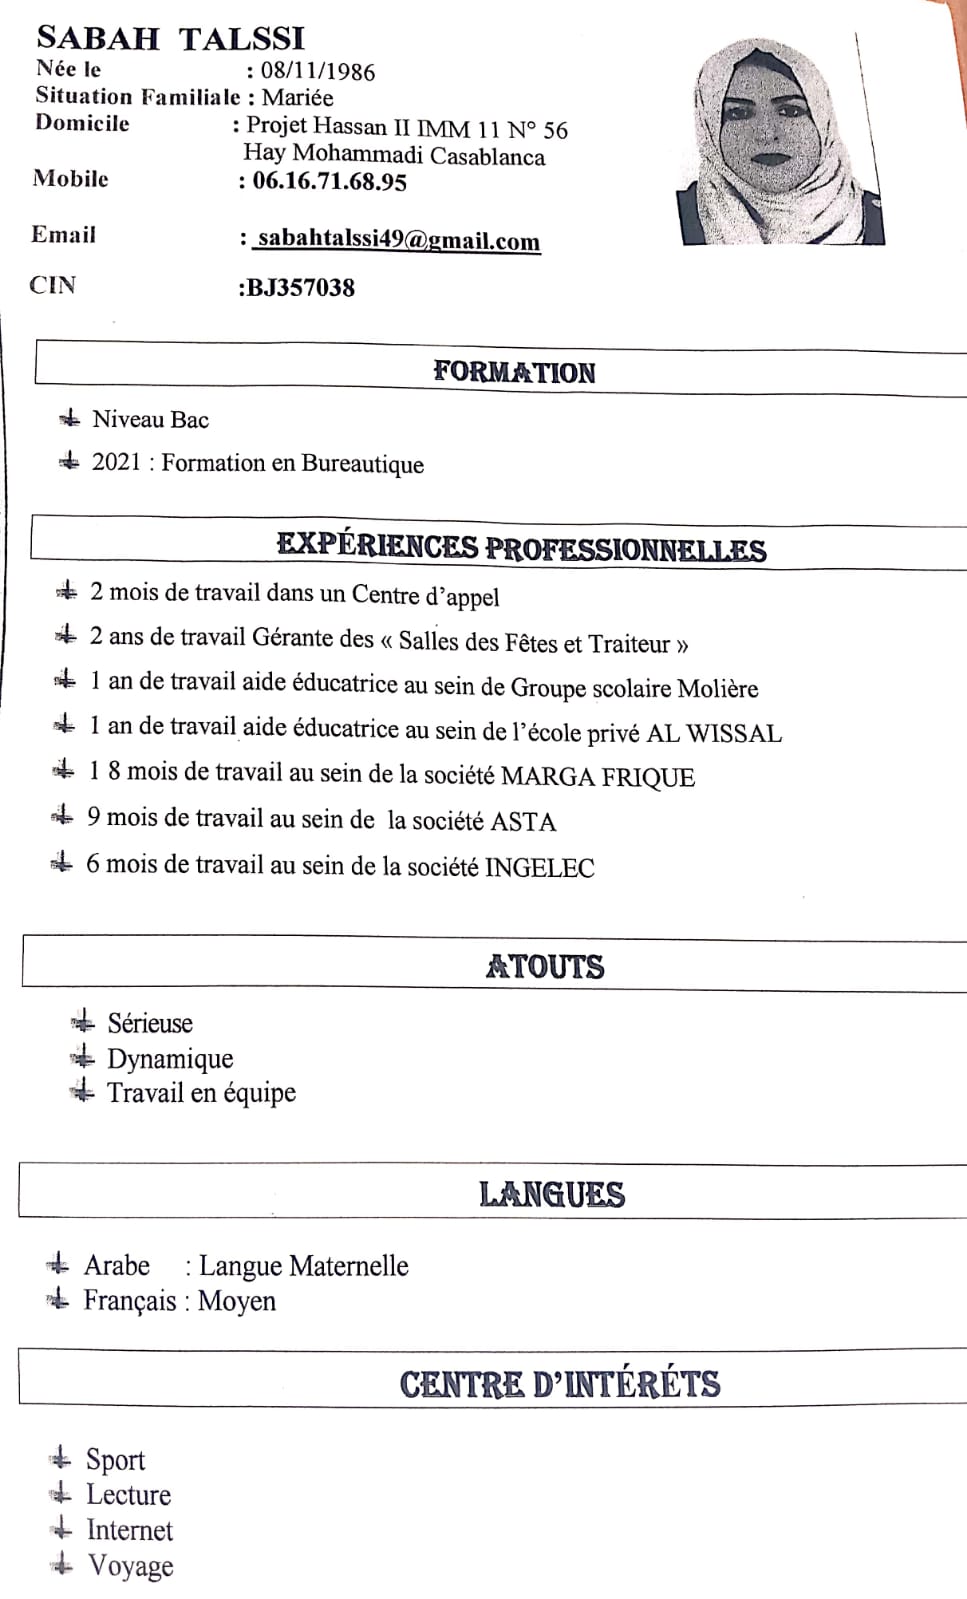 SABAH TALSSI
Née le : 08/11/1986
Situation Familiale : Mariée
Domicile : Projet Hassan II IMM 11 N° 56
Hay Mohammadi Casablanca
Mobile : 06.16.71.68.95
Email : sabahtalssi49@gmail.com
CIN :BJ357038
FORMATION
Niveau Bac
2021 : Formation en Bureautique
EXPÉRIENCES PROFESSIONNELLES
2 mois de travail dans un Centre d'appel
2 ans de travail Gérante des « Salles des Fêtes et Traiteur »
1 an de travail aide éducatrice au sein de Groupe scolaire Molière
1 an de travail aide éducatrice au sein de l'école privé AL WISSAL
1 8 mois de travail au sein de la société MARGA FRIQUE
9 mois de travail au sein de la société ASTA
6 mois de travail au sein de la société INGELEC
ATOUTS
Sérieuse
Dynamique
Travail en équipe
LANGUES
Arabe : Langue Maternelle
Français : Moyen
CENTRE D'INTÉRÉTS
Sport
Lecture
Internet
Voyage